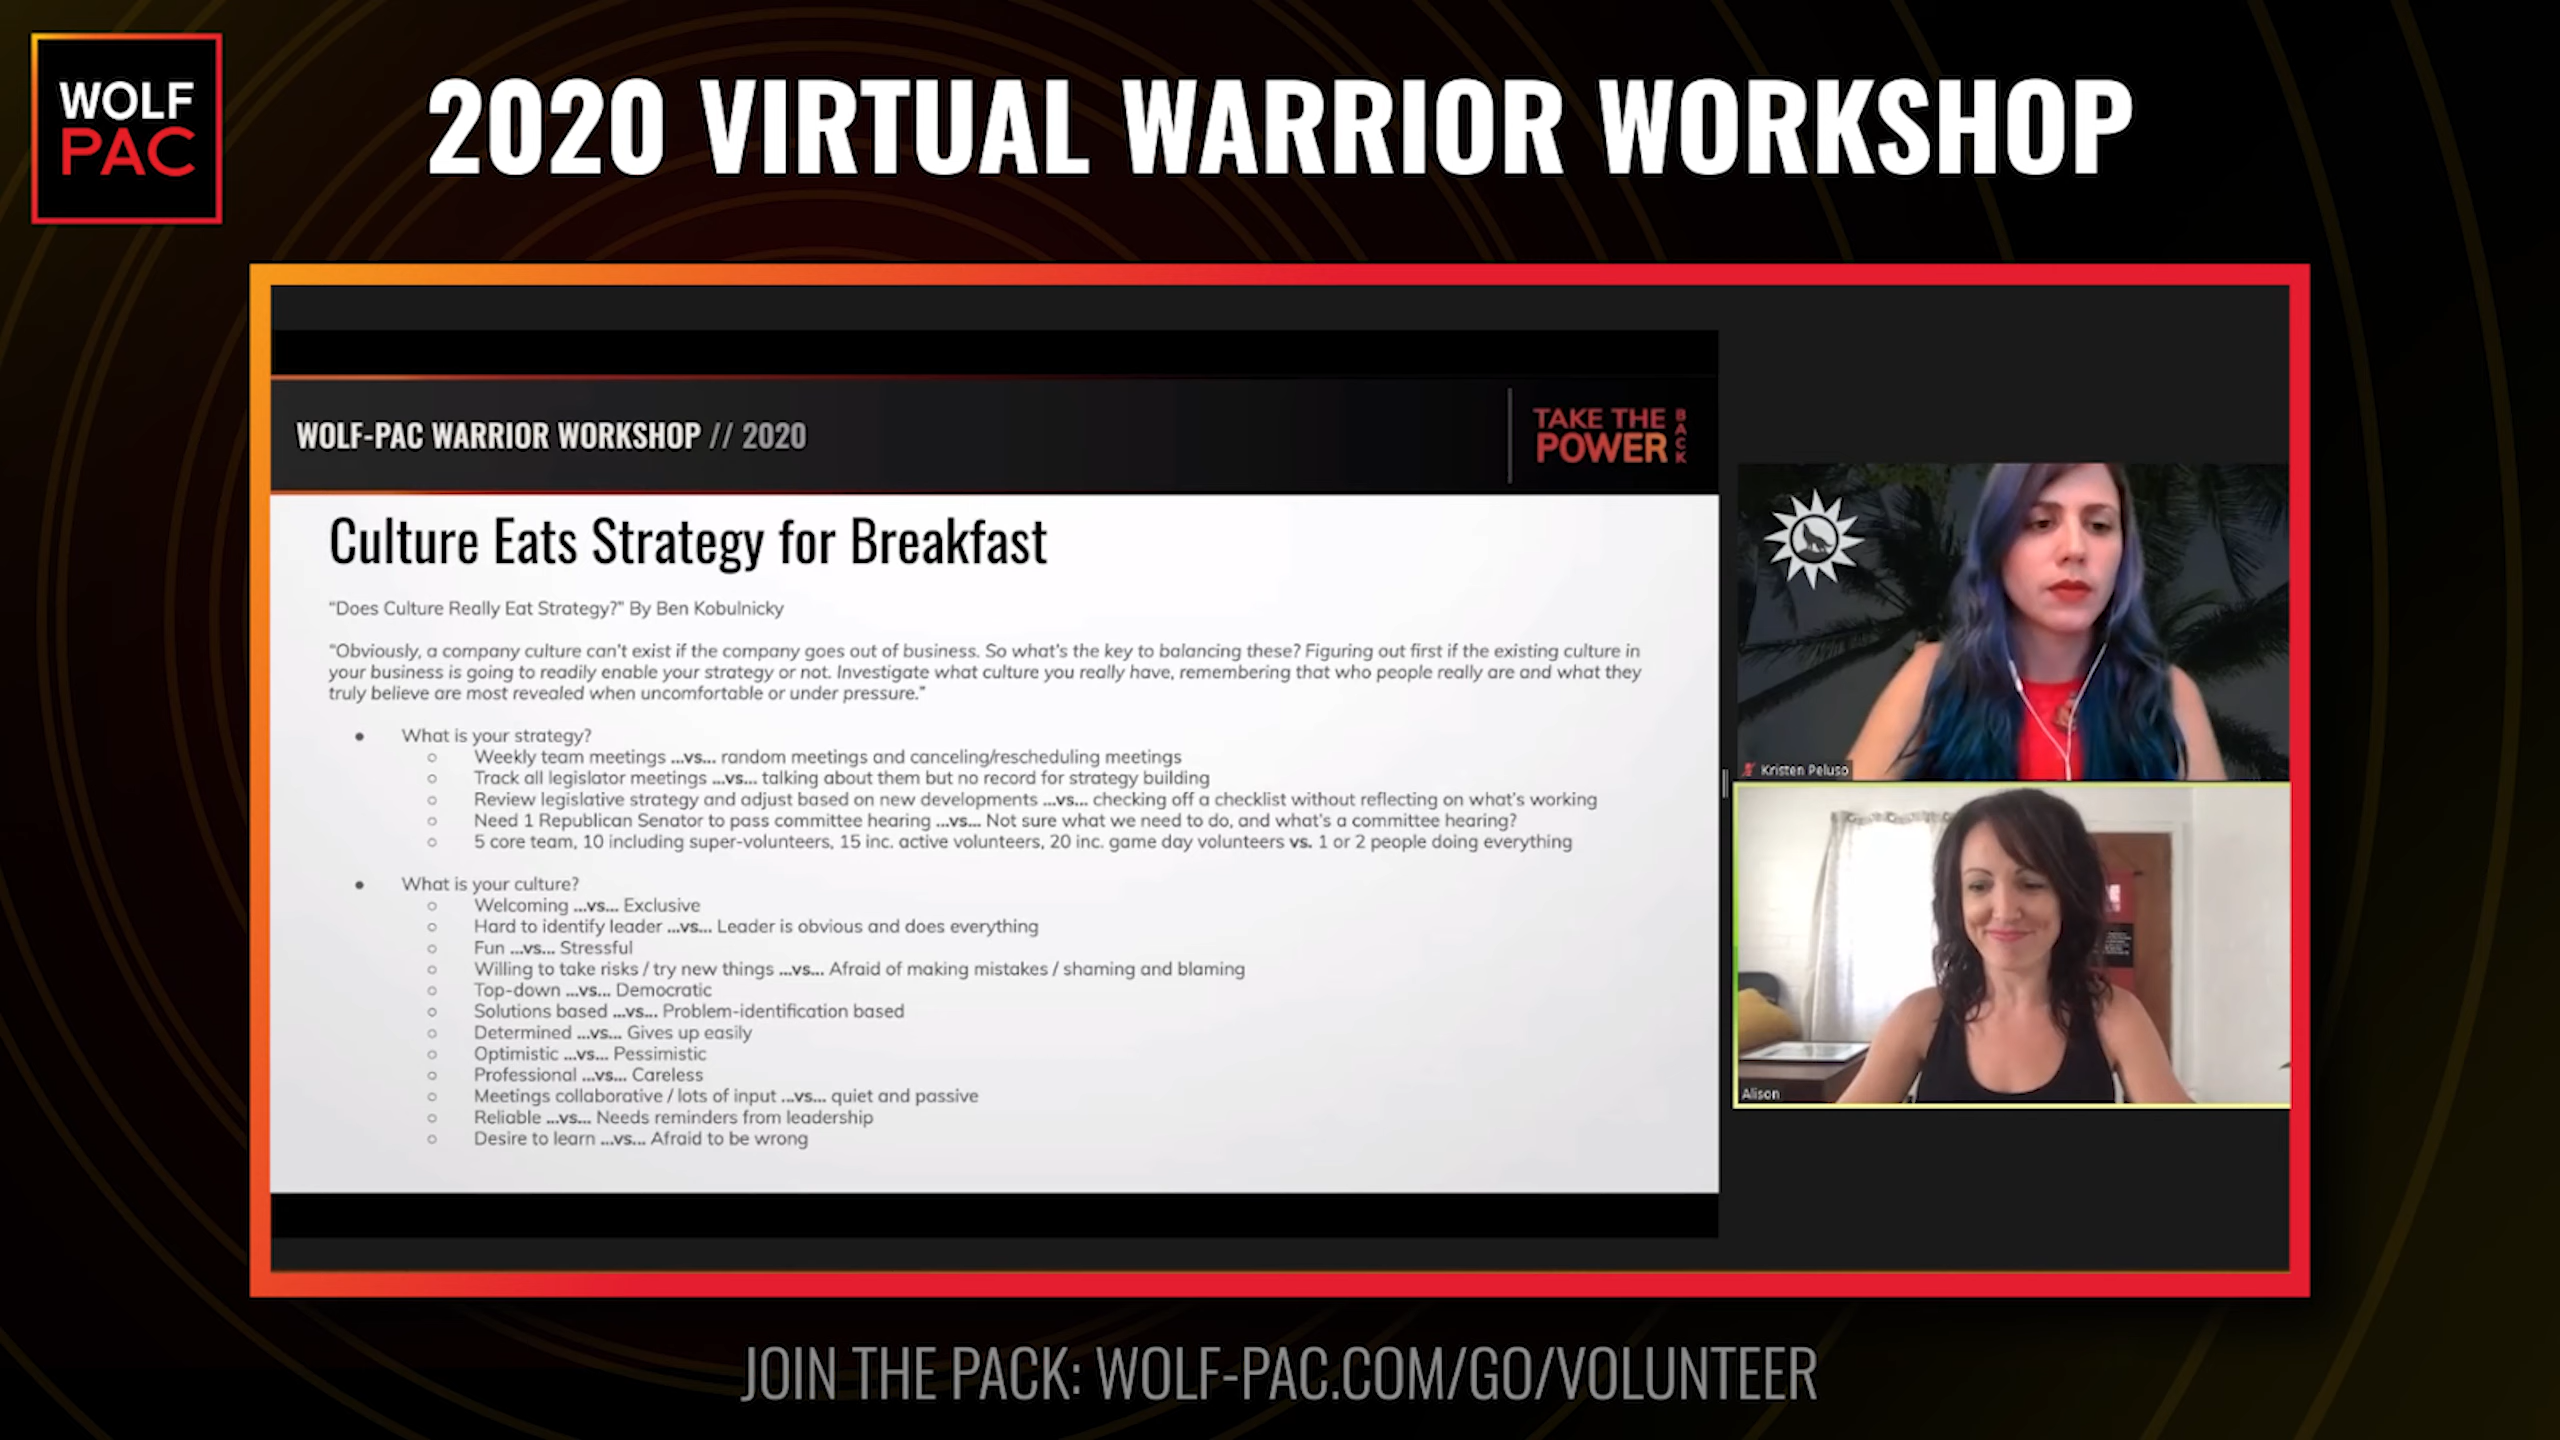 WOLF
PAC
2020 VIRTUAL WARRIOR WORKSHOP
WOLF-PAC WARRIOR WORKSHOP // 2020
TAKE THE
POWER
BACK
Culture Eats Strategy for Breakfast
“Does Culture Really Eat Strategy?” By Ben Kobulnicky
“Obviously, a company culture can’t exist if the company goes out of business. So what’s the key to balancing these? Figuring out first if the existing culture in
your business is going to readily enable your strategy or not. Investigate what culture you really have, remembering that who people really are and what they
truly believe are most revealed when uncomfortable or under pressure.”
● What is your strategy?
○ Weekly team meetings ...vs... random meetings and canceling/rescheduling meetings
○ Track all legislator meetings ...vs... talking about them but no record for strategy building
○ Review legislative strategy and adjust based on new developments ...vs... checking off a checklist without reflecting on what’s working
○ Need 1 Republican Senator to pass committee hearing ...vs... Not sure what we need to do, and what’s a committee hearing?
○ 5 core team, 10 including super-volunteers, 15 inc. active volunteers, 20 inc. game day volunteers vs. 1 or 2 people doing everything
● What is your culture?
○ Welcoming ...vs... Exclusive
○ Hard to identify leader ...vs... Leader is obvious and does everything
○ Fun ...vs... Stressful
○ Willing to take risks / try new things ...vs... Afraid of making mistakes / shaming and blaming
○ Top-down ...vs... Democratic
○ Solutions based ...vs... Problem-identification based
○ Determined ...vs... Gives up easily
○ Optimistic ...vs... Pessimistic
○ Professional ...vs... Careless
○ Meetings collaborative / lots of input ...vs... quiet and passive
○ Reliable ...vs... Needs reminders from leadership
○ Desire to learn ...vs... Afraid to be wrong
Kristen Peluso
Alison
JOIN THE PACK: WOLF-PAC.COM/GO/VOLUNTEER